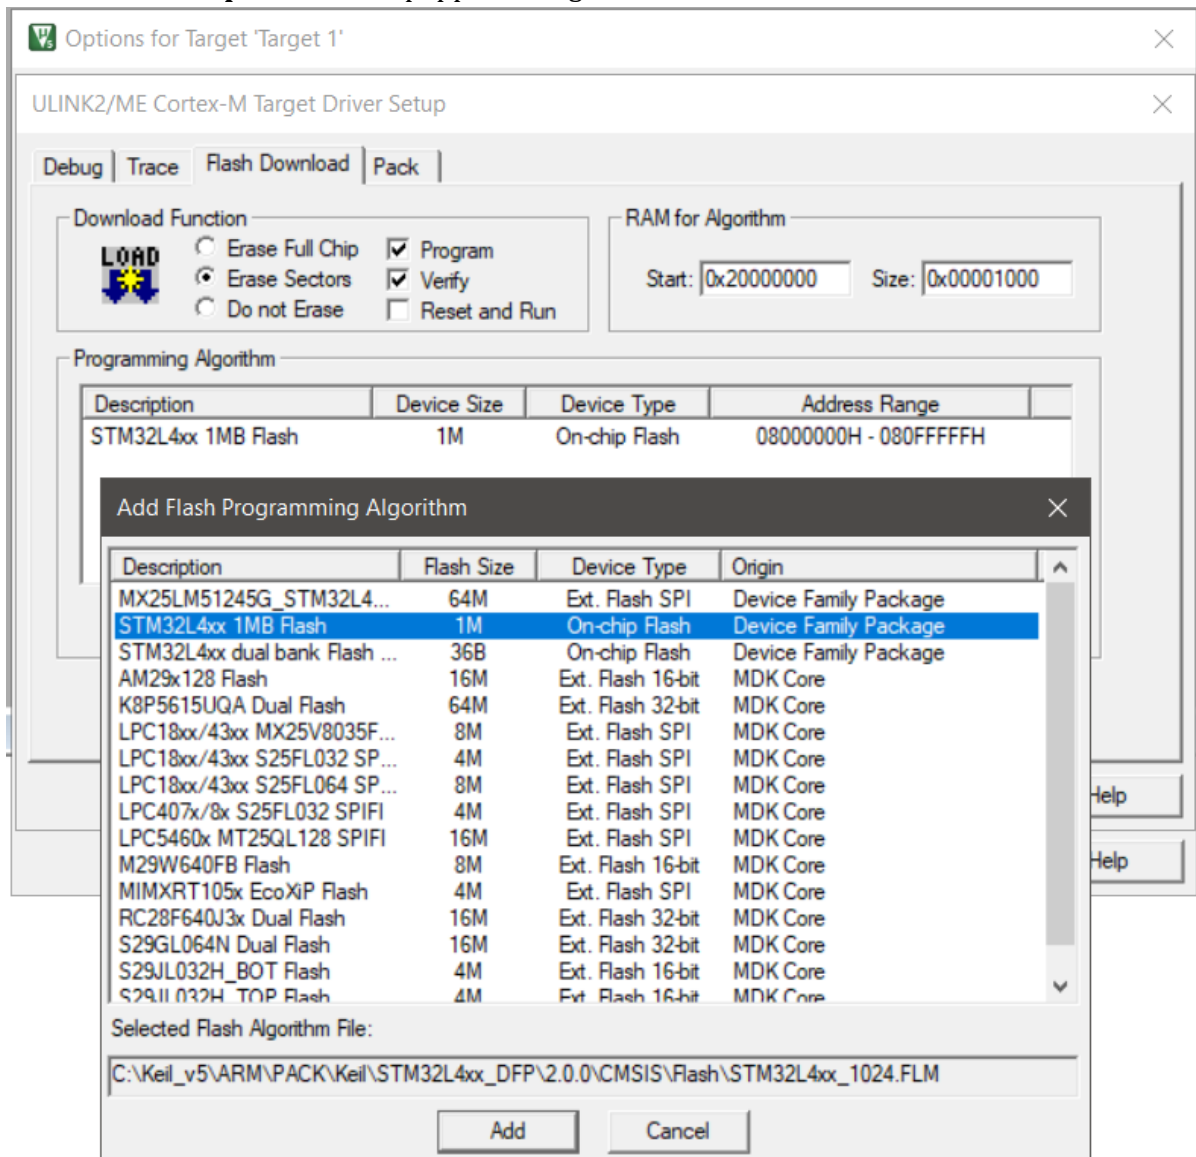 Options for Target 'Target 1'
ULINK2/ME Cortex-M Target Driver Setup
Debug Trace Flash Download Pack
Download Function
LOAD
Erase Full Chip Program
Erase Sectors Verify
Do not Erase Reset and Run
RAM for Algorithm
Start: 0x20000000 Size: 0x00001000
Programming Algorithm
Description Device Size Device Type Address Range
STM32L4xx 1MB Flash 1M On-chip Flash 08000000H - 080FFFFFH
Add Flash Programming Algorithm
Description Flash Size Device Type Origin
MX25LM51245G_STM32L4... 64M Ext. Flash SPI Device Family Package
STM32L4xx 1MB Flash 1M On-chip Flash Device Family Package
STM32L4xx dual bank Flash ... 36B On-chip Flash Device Family Package
AM29x128 Flash 16M Ext. Flash 16-bit MDK Core
K8P5615UQA Dual Flash 64M Ext. Flash 32-bit MDK Core
LPC18xx/43xx MX25V8035F... 8M Ext. Flash SPI MDK Core
LPC18xx/43xx S25FL032 SP... 4M Ext. Flash SPI MDK Core
LPC18xx/43xx S25FL064 SP... 8M Ext. Flash SPI MDK Core
LPC407x/8x S25FL032 SPIFI 4M Ext. Flash SPI MDK Core
LPC5460x MT25QL128 SPIFI 16M Ext. Flash SPI MDK Core
M29W640FB Flash 8M Ext. Flash 16-bit MDK Core
MIMXRT105x EcoXiP Flash 4M Ext. Flash SPI MDK Core
RC28F640J3x Dual Flash 16M Ext. Flash 32-bit MDK Core
S29GL064N Dual Flash 16M Ext. Flash 32-bit MDK Core
S29JL032H_BOT Flash 4M Ext. Flash 16-bit MDK Core
S29JL032H_TOP Flash 4M Ext. Flash 16-bit MDK Core
Selected Flash Algorithm File:
C:\Keil_v5\ARM\PACK\Keil\STM32L4xx_DFP\2.0.0\CMSIS\Flash\STM32L4xx_1024.FLM
Add Cancel
Help
Help